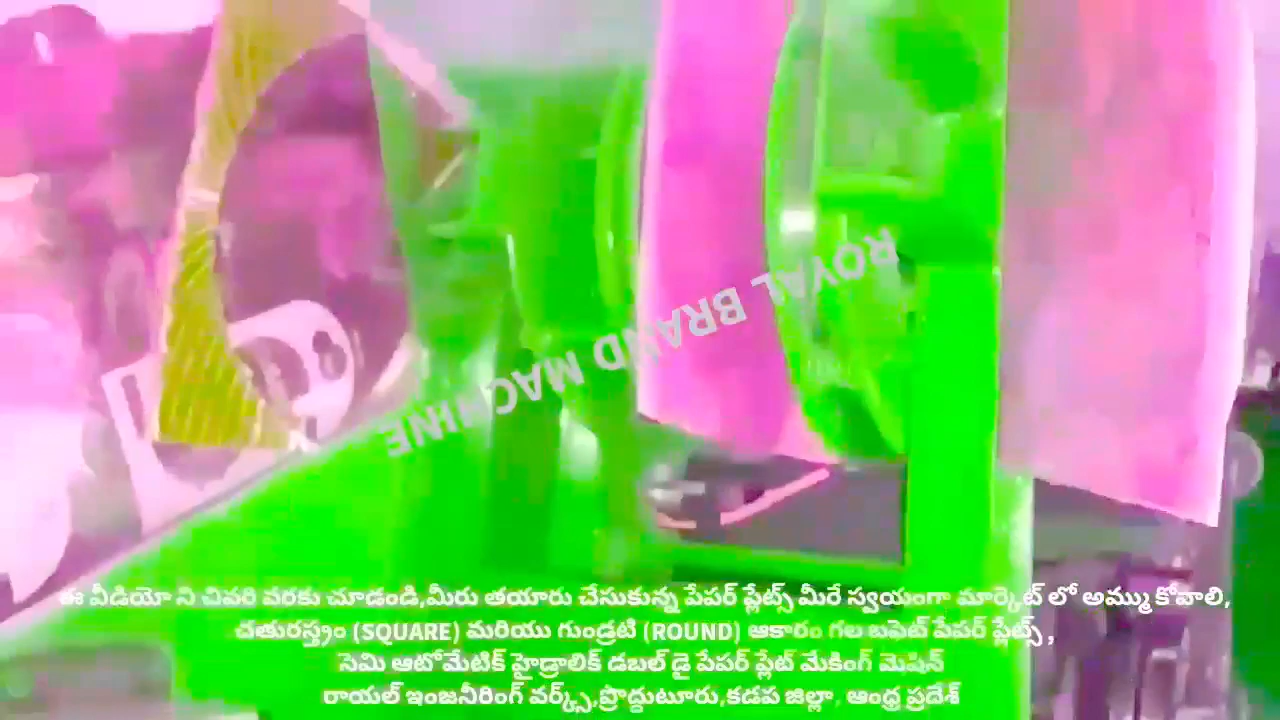 ROYAL BRAND MACHINE
ఈ వీడియో ని చివరి వరకు చూడండి,మీరు తయారు చేసుకున్న పేపర్ ప్లేట్స్ మీరే స్వయంగా మార్కెట్ లో అమ్ము కోవాలి,
చతురస్త్రం (SQUARE) మరియు గుండ్రటి (ROUND) ఆకారం గల బఫెట్ పేపర్ ప్లేట్స్ ,
సెమి ఆటోమేటిక్ హైడ్రాలిక్ డబల్ డై పేపర్ ప్లేట్ మేకింగ్ మెషిన్
రాయల్ ఇంజనీరింగ్ వర్క్స్,ప్రొద్దుటూరు,కడప జిల్లా, ఆంధ్ర ప్రదేశ్